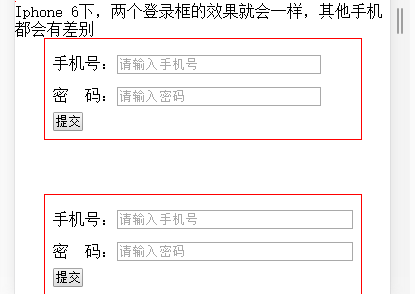 Iphone 6下，两个登录框的效果就会一样，其他手机
都会有差别
手机号： 请输入手机号
密　码： 请输入密码
提交
手机号： 请输入手机号
密　码： 请输入密码
提交